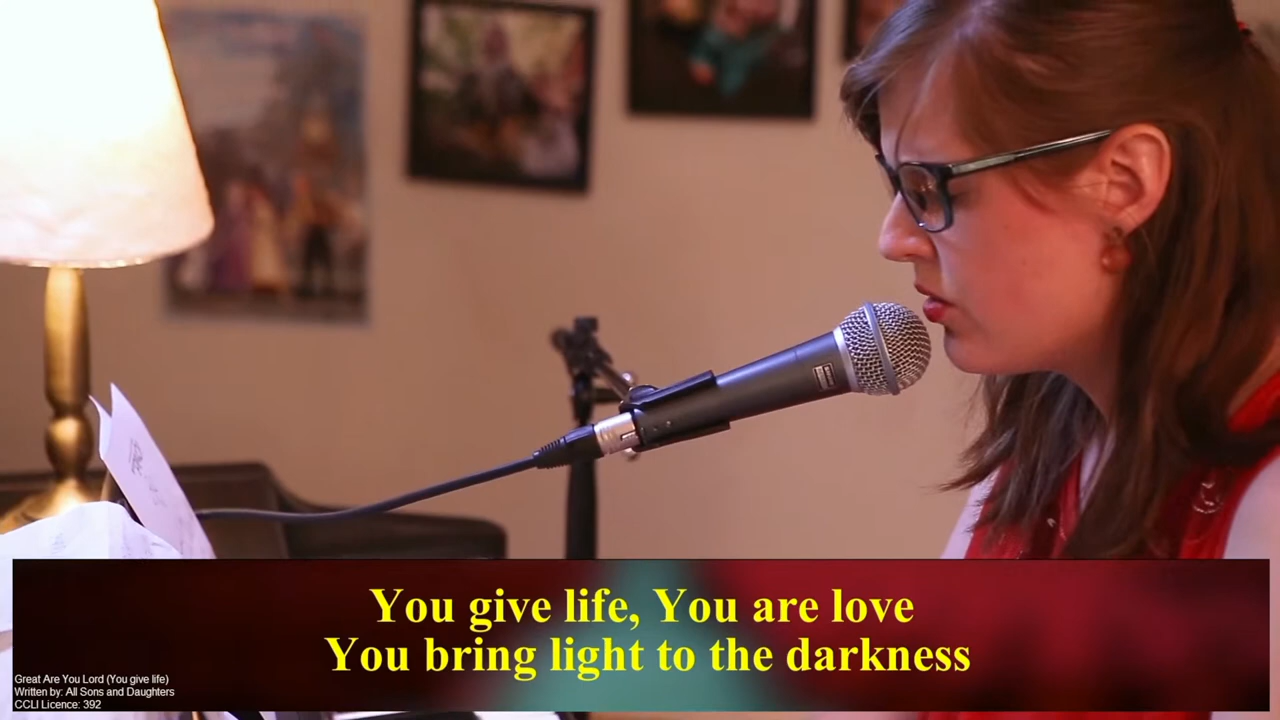 You give life, You are love
You bring light to the darkness
Great Are You Lord (You give life)
Written by: All Sons and Daughters
CCLI Licence: 392